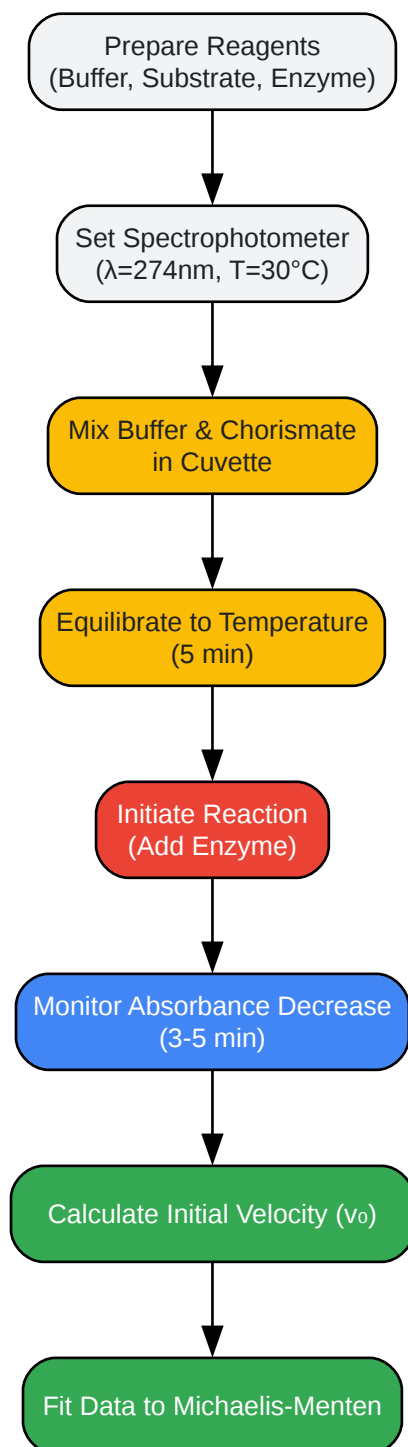 Prepare Reagents
(Buffer, Substrate, Enzyme)
Set Spectrophotometer
(λ=274nm, T=30°C)
Mix Buffer & Chorismate
in Cuvette
Equilibrate to Temperature
(5 min)
Initiate Reaction
(Add Enzyme)
Monitor Absorbance Decrease
(3-5 min)
Calculate Initial Velocity (v₀)
Fit Data to Michaelis-Menten